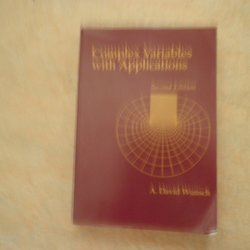 Complex Variables
with Applications
Second Edition
A. David Wunsch